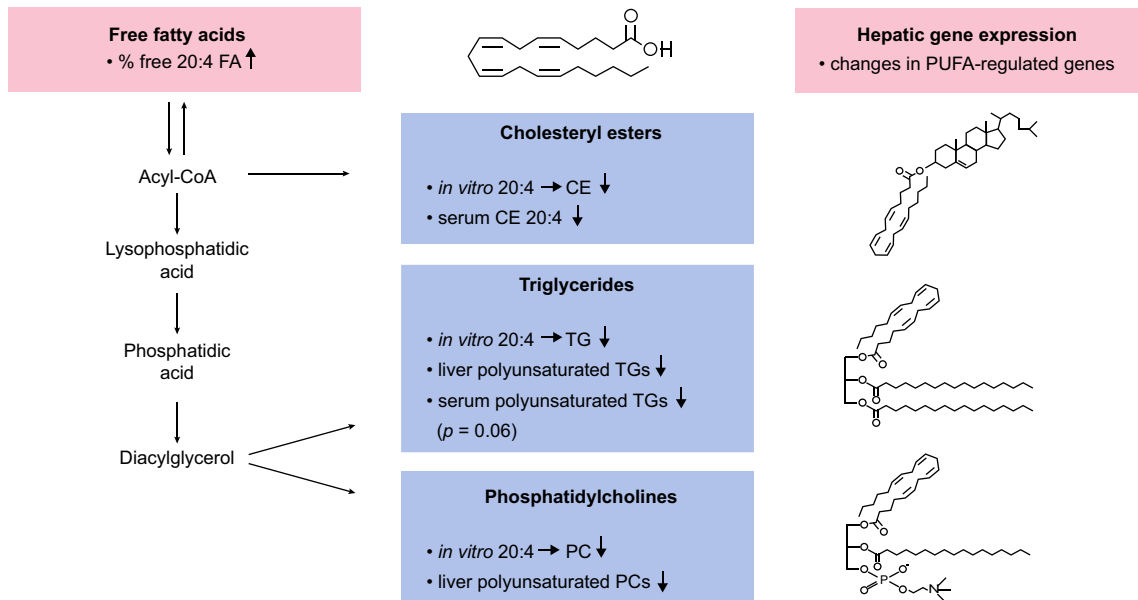 Free fatty acids
• % free 20:4 FA ↑
Acyl-CoA
Lysophosphatidic
acid
Phosphatidic
acid
Diacylglycerol
O
O H
Cholesteryl esters
• in vitro 20:4 → CE ↓
• serum CE 20:4 ↓
Triglycerides
• in vitro 20:4 → TG ↓
• liver polyunsaturated TGs ↓
• serum polyunsaturated TGs ↓
(p = 0.06)
Phosphatidylcholines
• in vitro 20:4 → PC ↓
• liver polyunsaturated PCs ↓
Hepatic gene expression
• changes in PUFA-regulated genes
O
O
O
O
O
O
O
O
O
O
O
O
O O-
P
O
O
N